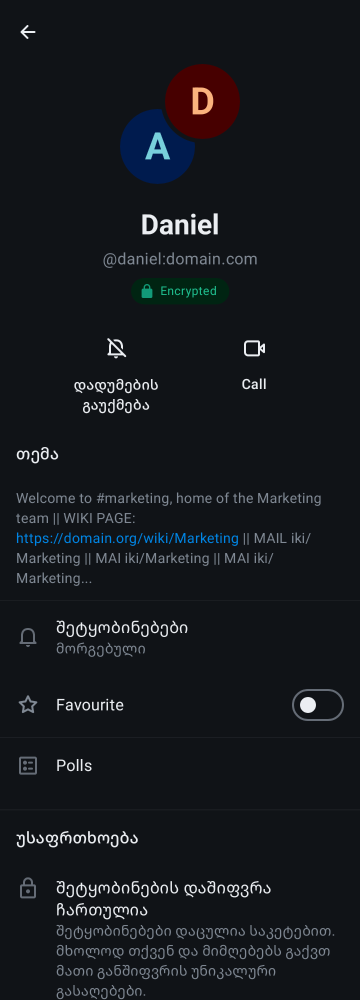 D
A
Daniel
@daniel:domain.com
Encrypted
დადუმების
გაუქმება
Call
თემა
Welcome to #marketing, home of the Marketing
team || WIKI PAGE:
https://domain.org/wiki/Marketing || MAIL iki/
Marketing || MAI iki/Marketing || MAI iki/
Marketing...
შეტყობინებები
მორგებული
Favourite
Polls
უსაფრთხოება
შეტყობინების დაშიფვრა
ჩართულია
შეტყობინებები დაცულია საკეტებით.
მხოლოდ თქვენ და მიმღებებს გაქვთ
მათი განშიფვრის უნიკალური
გასაღებები.